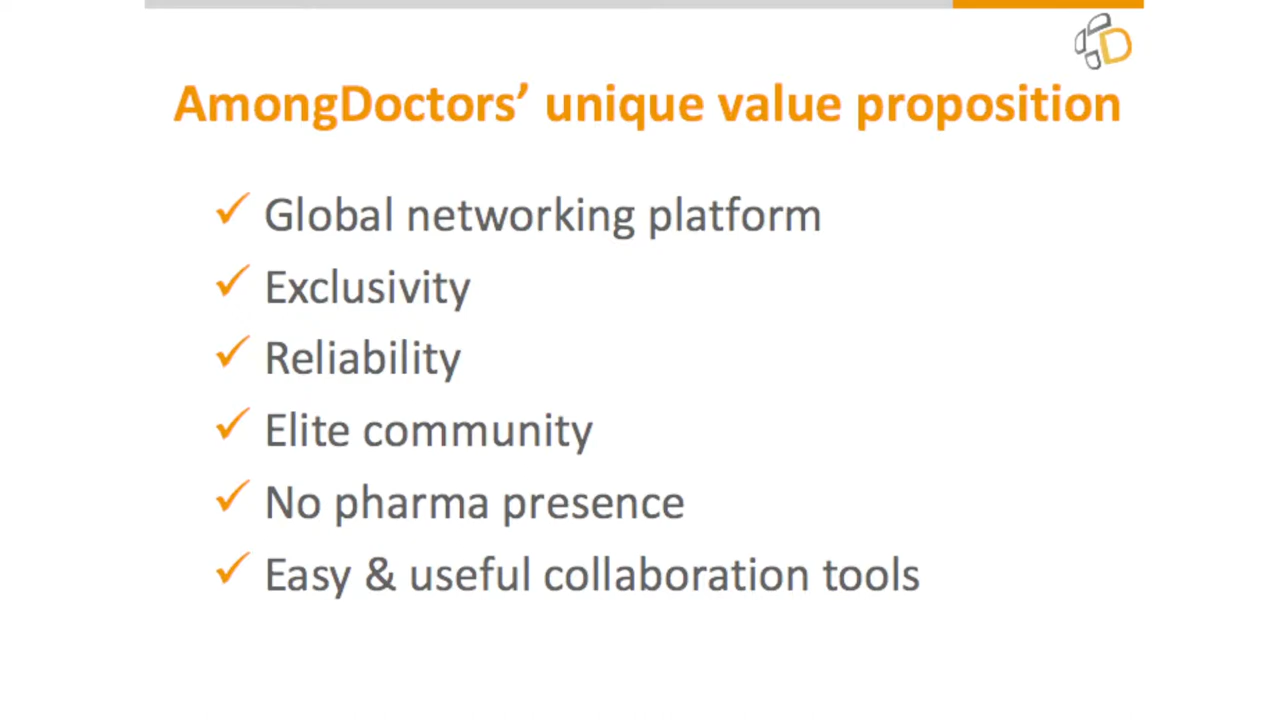 AmongDoctors’ unique value proposition
✓ Global networking platform
✓ Exclusivity
✓ Reliability
✓ Elite community
✓ No pharma presence
✓ Easy & useful collaboration tools